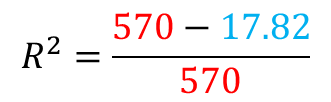 R² = (570 − 17.82) / 570